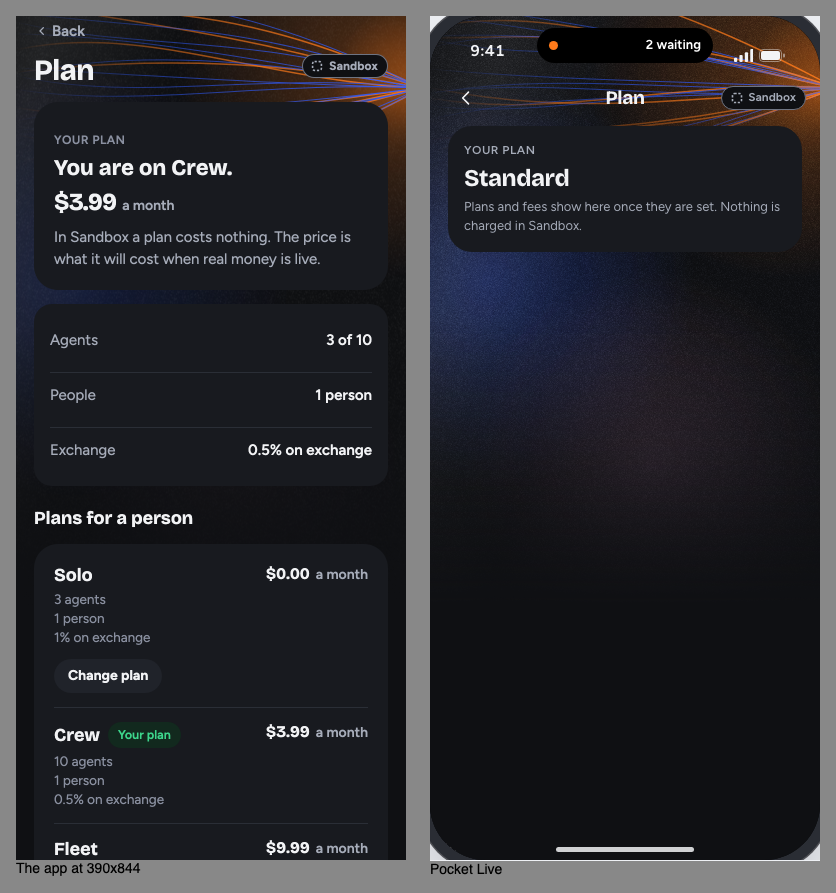 Back
Plan
Sandbox
YOUR PLAN
You are on Crew.
$3.99 a month
In Sandbox a plan costs nothing. The price is
what it will cost when real money is live.
Agents
3 of 10
People
1 person
Exchange
0.5% on exchange
Plans for a person
Solo
$0.00 a month
3 agents
1 person
1% on exchange
Change plan
Crew
Your plan
$3.99 a month
10 agents
1 person
0.5% on exchange
Fleet
$9.99 a month
The app at 390x844
9:41
2 waiting
Plan
Sandbox
YOUR PLAN
Standard
Plans and fees show here once they are set. Nothing is
charged in Sandbox.
Pocket Live